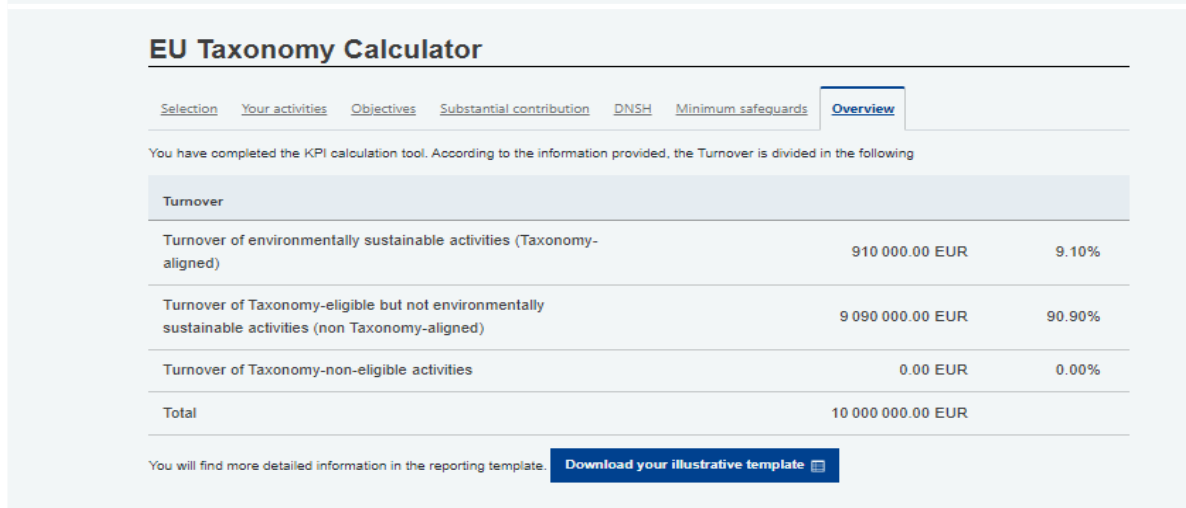 EU Taxonomy Calculator
Selection Your activities Objectives Substantial contribution DNSH Minimum safeguards Overview
You have completed the KPI calculation tool. According to the information provided, the Turnover is divided in the following
Turnover
Turnover of environmentally sustainable activities (Taxonomy-
aligned) 910 000.00 EUR 9.10%
Turnover of Taxonomy-eligible but not environmentally
sustainable activities (non Taxonomy-aligned) 9 090 000.00 EUR 90.90%
Turnover of Taxonomy-non-eligible activities 0.00 EUR 0.00%
Total 10 000 000.00 EUR
You will find more detailed information in the reporting template. Download your illustrative template